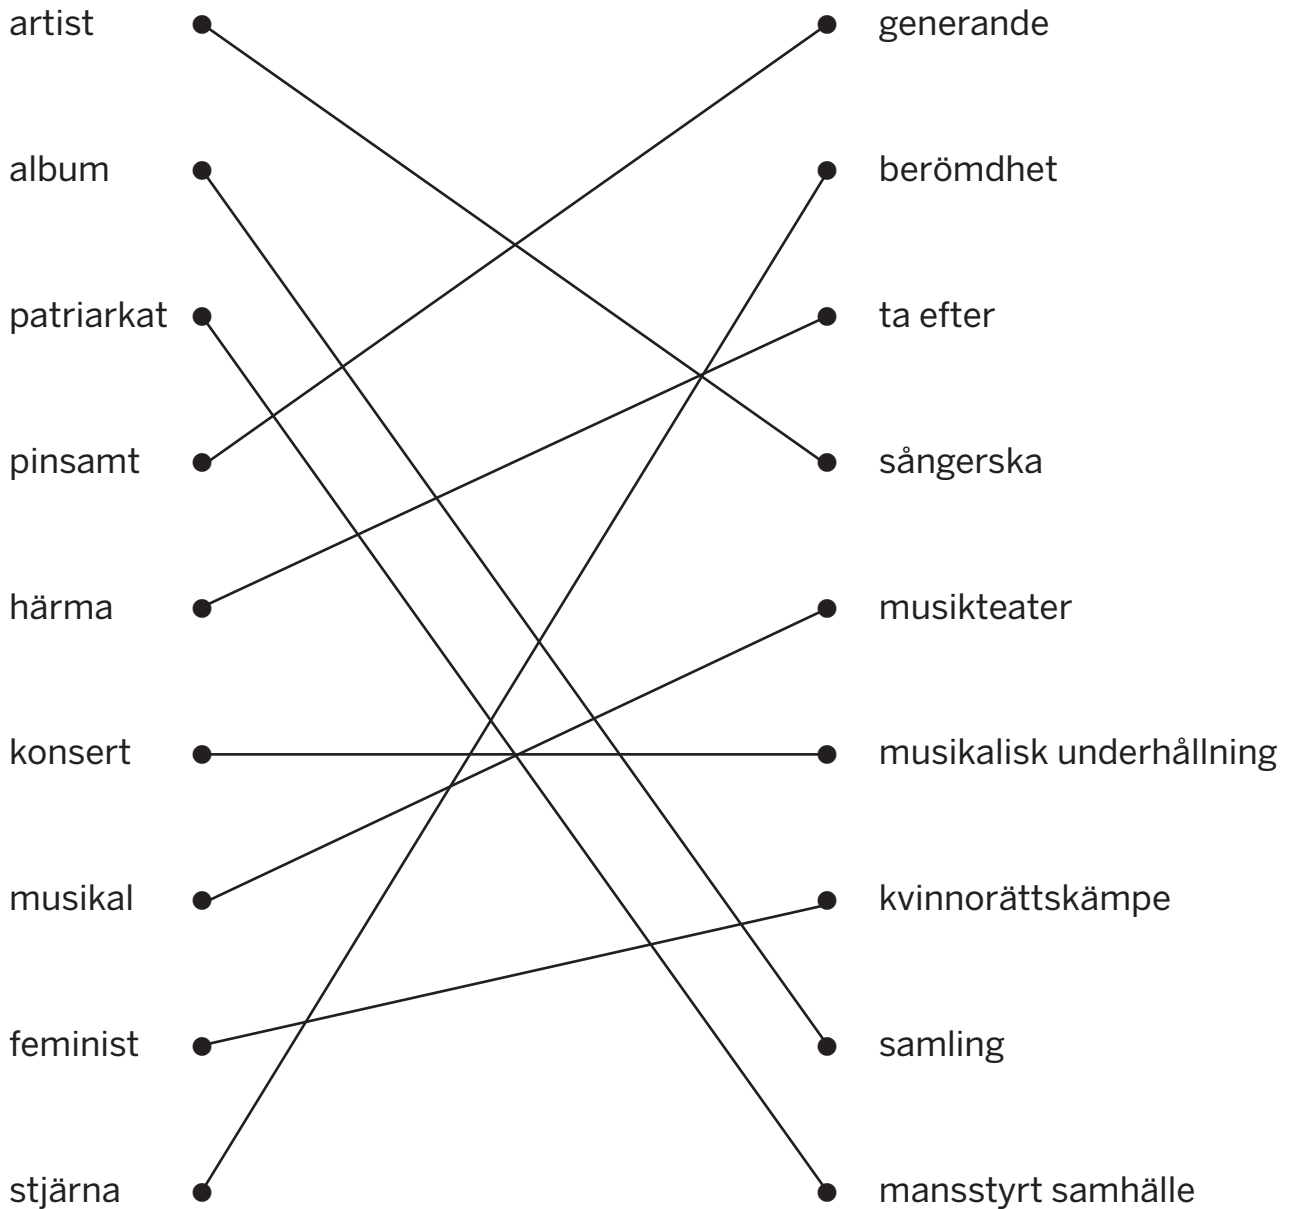 artist generande
album berömdhet
patriarkat ta efter
pinsamt sångerska
härma musikteater
konsert musikalisk underhållning
musikal kvinnorättskämpe
feminist samling
stjärna mansstyrt samhälle